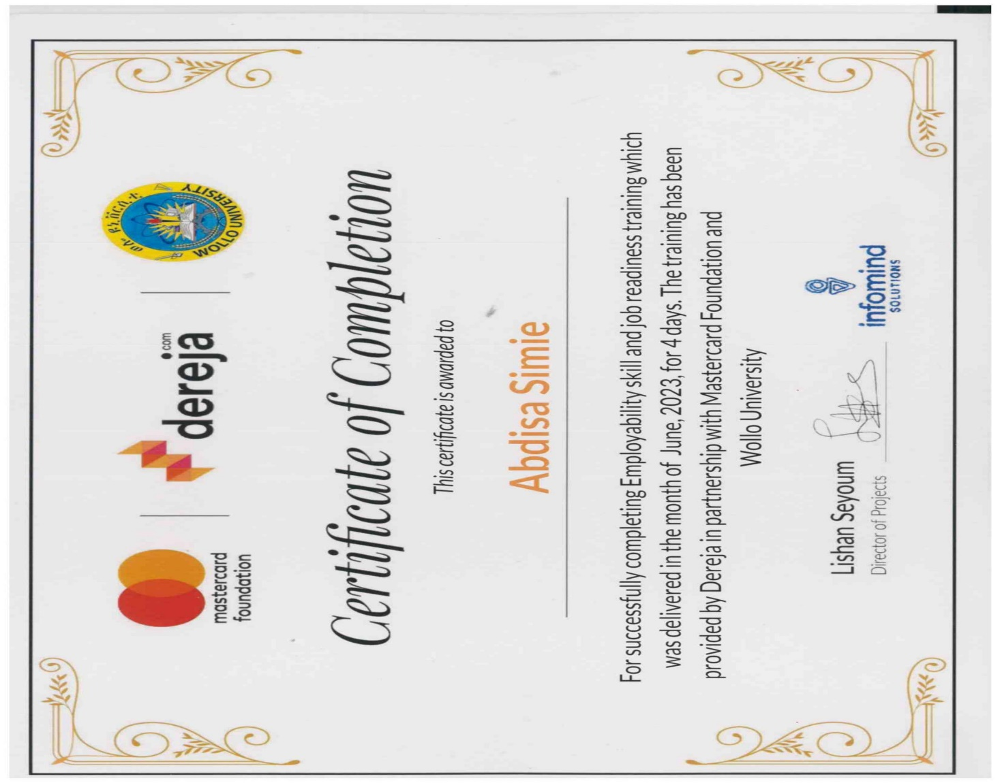 mastercard
foundation
dereja.com
ወሎ ዩኒቨርሲቲ
WOLLO UNIVERSITY
Certificate of Completion
This certificate is awarded to
Abdisa Simie
For successfully completing Employability skill and job readiness training which
was delivered in the month of June, 2023, for 4 days. The training has been
provided by Dereja in partnership with Mastercard Foundation and
Wollo University
Lishan Seyoum
Director of Projects
infomind
SOLUTIONS